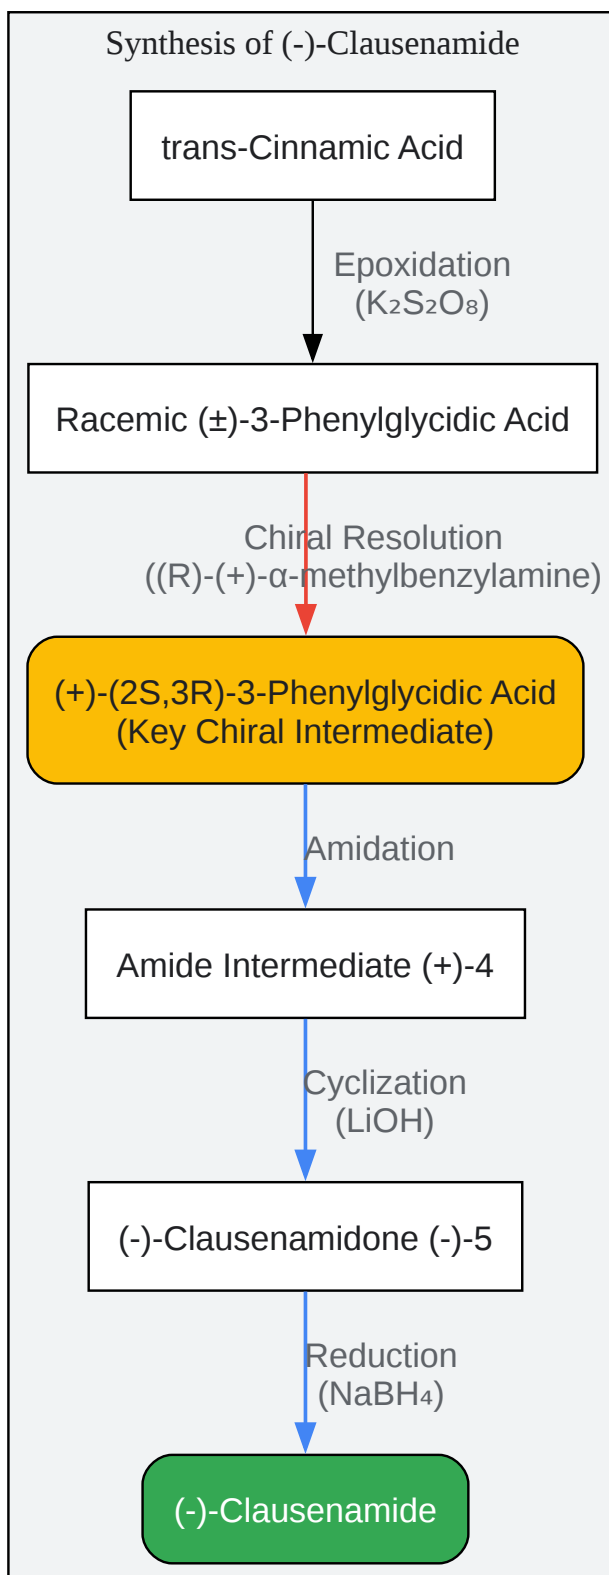 Synthesis of (-)-Clausenamide
trans-Cinnamic Acid
Epoxidation
(K₂S₂O₈)
Racemic (±)-3-Phenylglycidic Acid
Chiral Resolution
((R)-(+)-α-methylbenzylamine)
(+)-(2S,3R)-3-Phenylglycidic Acid
(Key Chiral Intermediate)
Amidation
Amide Intermediate (+)-4
Cyclization
(LiOH)
(-)-Clausenamidone (-)-5
Reduction
(NaBH₄)
(-)-Clausenamide